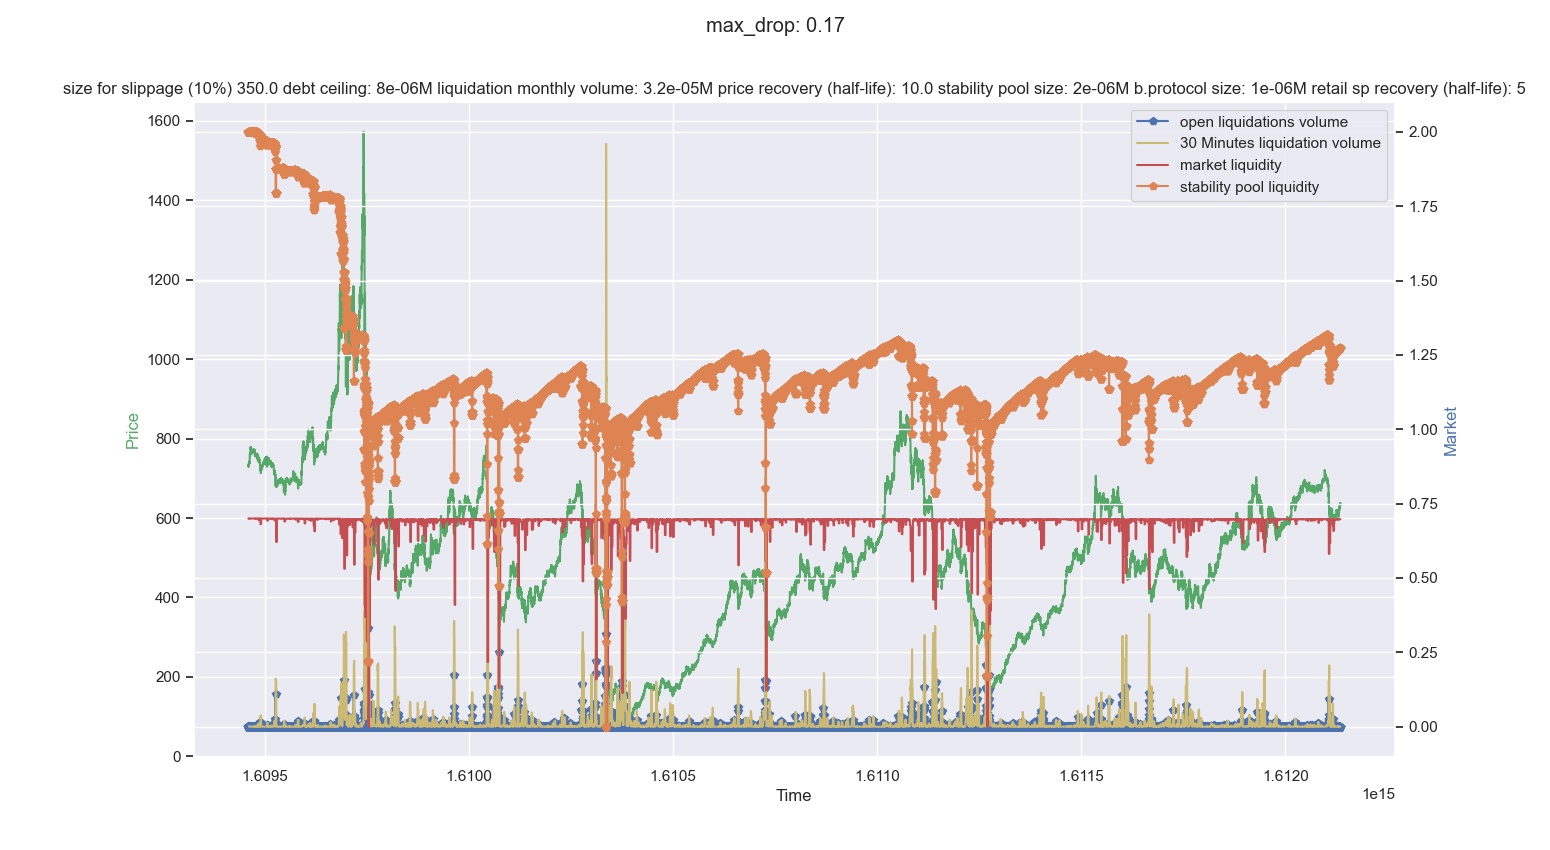 max_drop: 0.17
size for slippage (10%) 350.0 debt ceiling: 8e-06M liquidation monthly volume: 3.2e-05M price recovery (half-life): 10.0 stability pool size: 2e-06M b.protocol size: 1e-06M retail sp recovery (half-life): 5
open liquidations volume
30 Minutes liquidation volume
market liquidity
stability pool liquidity
1600
1400
1200
1000
800
600
400
200
0
Price
2.00
1.75
1.50
1.25
1.00
0.75
0.50
0.25
0.00
Market
1.6095 1.6100 1.6105 1.6110 1.6115 1.6120
Time
1e15